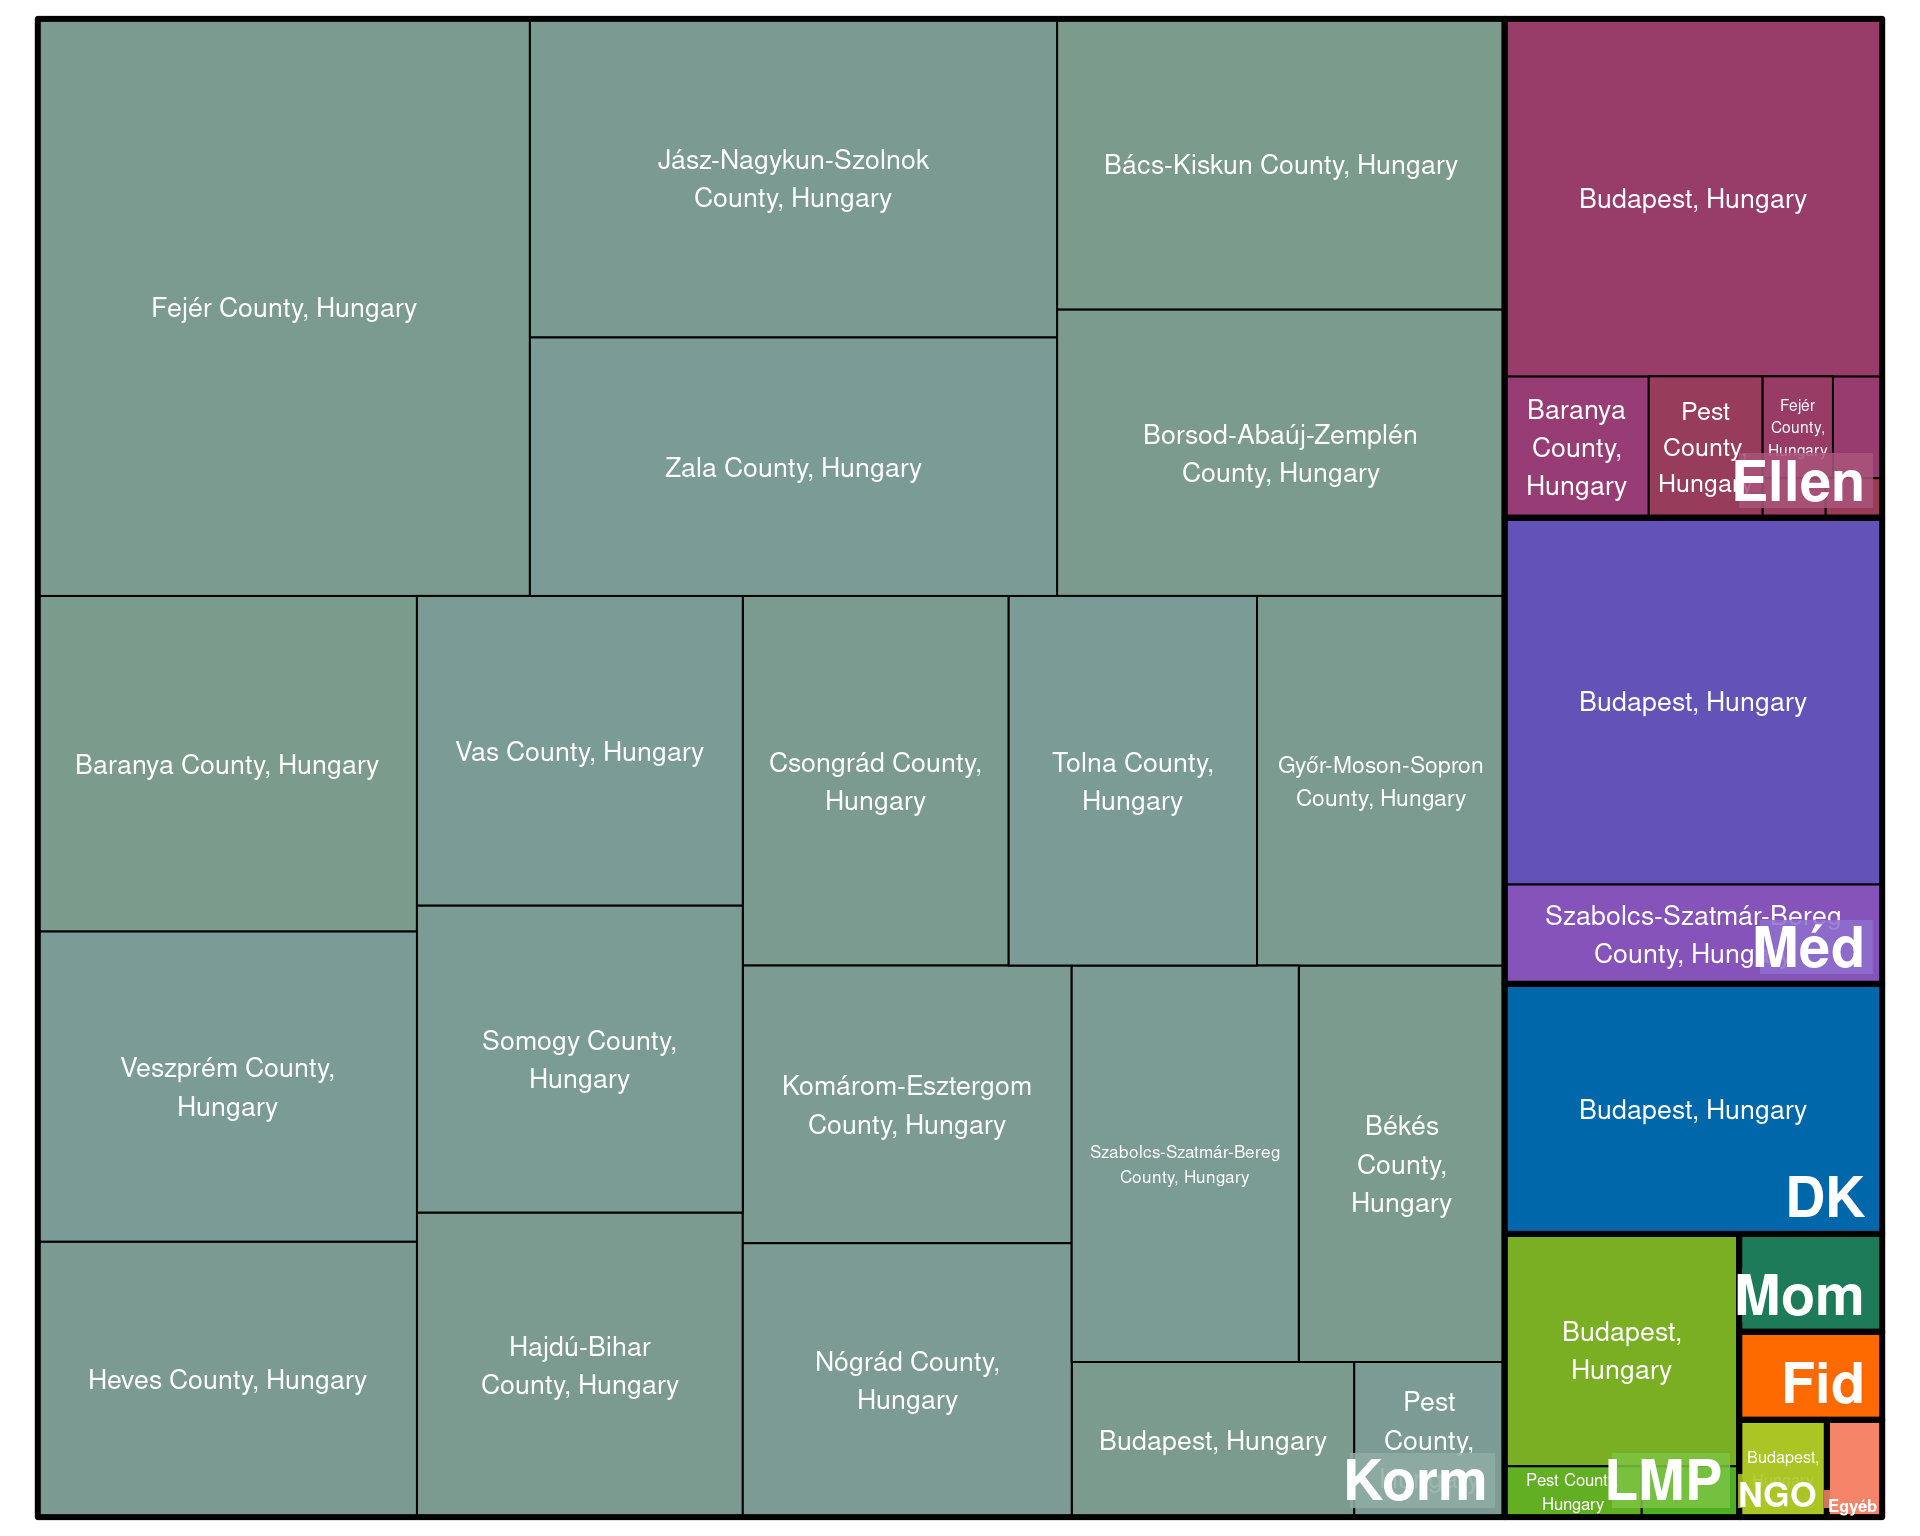 Fejér County, Hungary
Jász-Nagykun-Szolnok
County, Hungary
Zala County, Hungary
Bács-Kiskun County, Hungary
Borsod-Abaúj-Zemplén
County, Hungary
Baranya County, Hungary
Vas County, Hungary
Csongrád County,
Hungary
Tolna County,
Hungary
Győr-Moson-Sopron
County, Hungary
Veszprém County,
Hungary
Somogy County,
Hungary
Komárom-Esztergom
County, Hungary
Szabolcs-Szatmár-Bereg
County, Hungary
Békés
County,
Hungary
Heves County, Hungary
Hajdú-Bihar
County, Hungary
Nógrád County,
Hungary
Budapest, Hungary
Pest
County,
Korm
Budapest, Hungary
Baranya
County,
Hungary
Pest
County,
Hungary
Fejér
County,
Hungary
Ellen
Budapest, Hungary
Szabolcs-Szatmár-Bereg
County, Hungary
Méd
Budapest, Hungary
DK
Budapest,
Hungary
Pest County,
Hungary
LMP
Mom
Fid
Budapest,
NGO
Egyéb